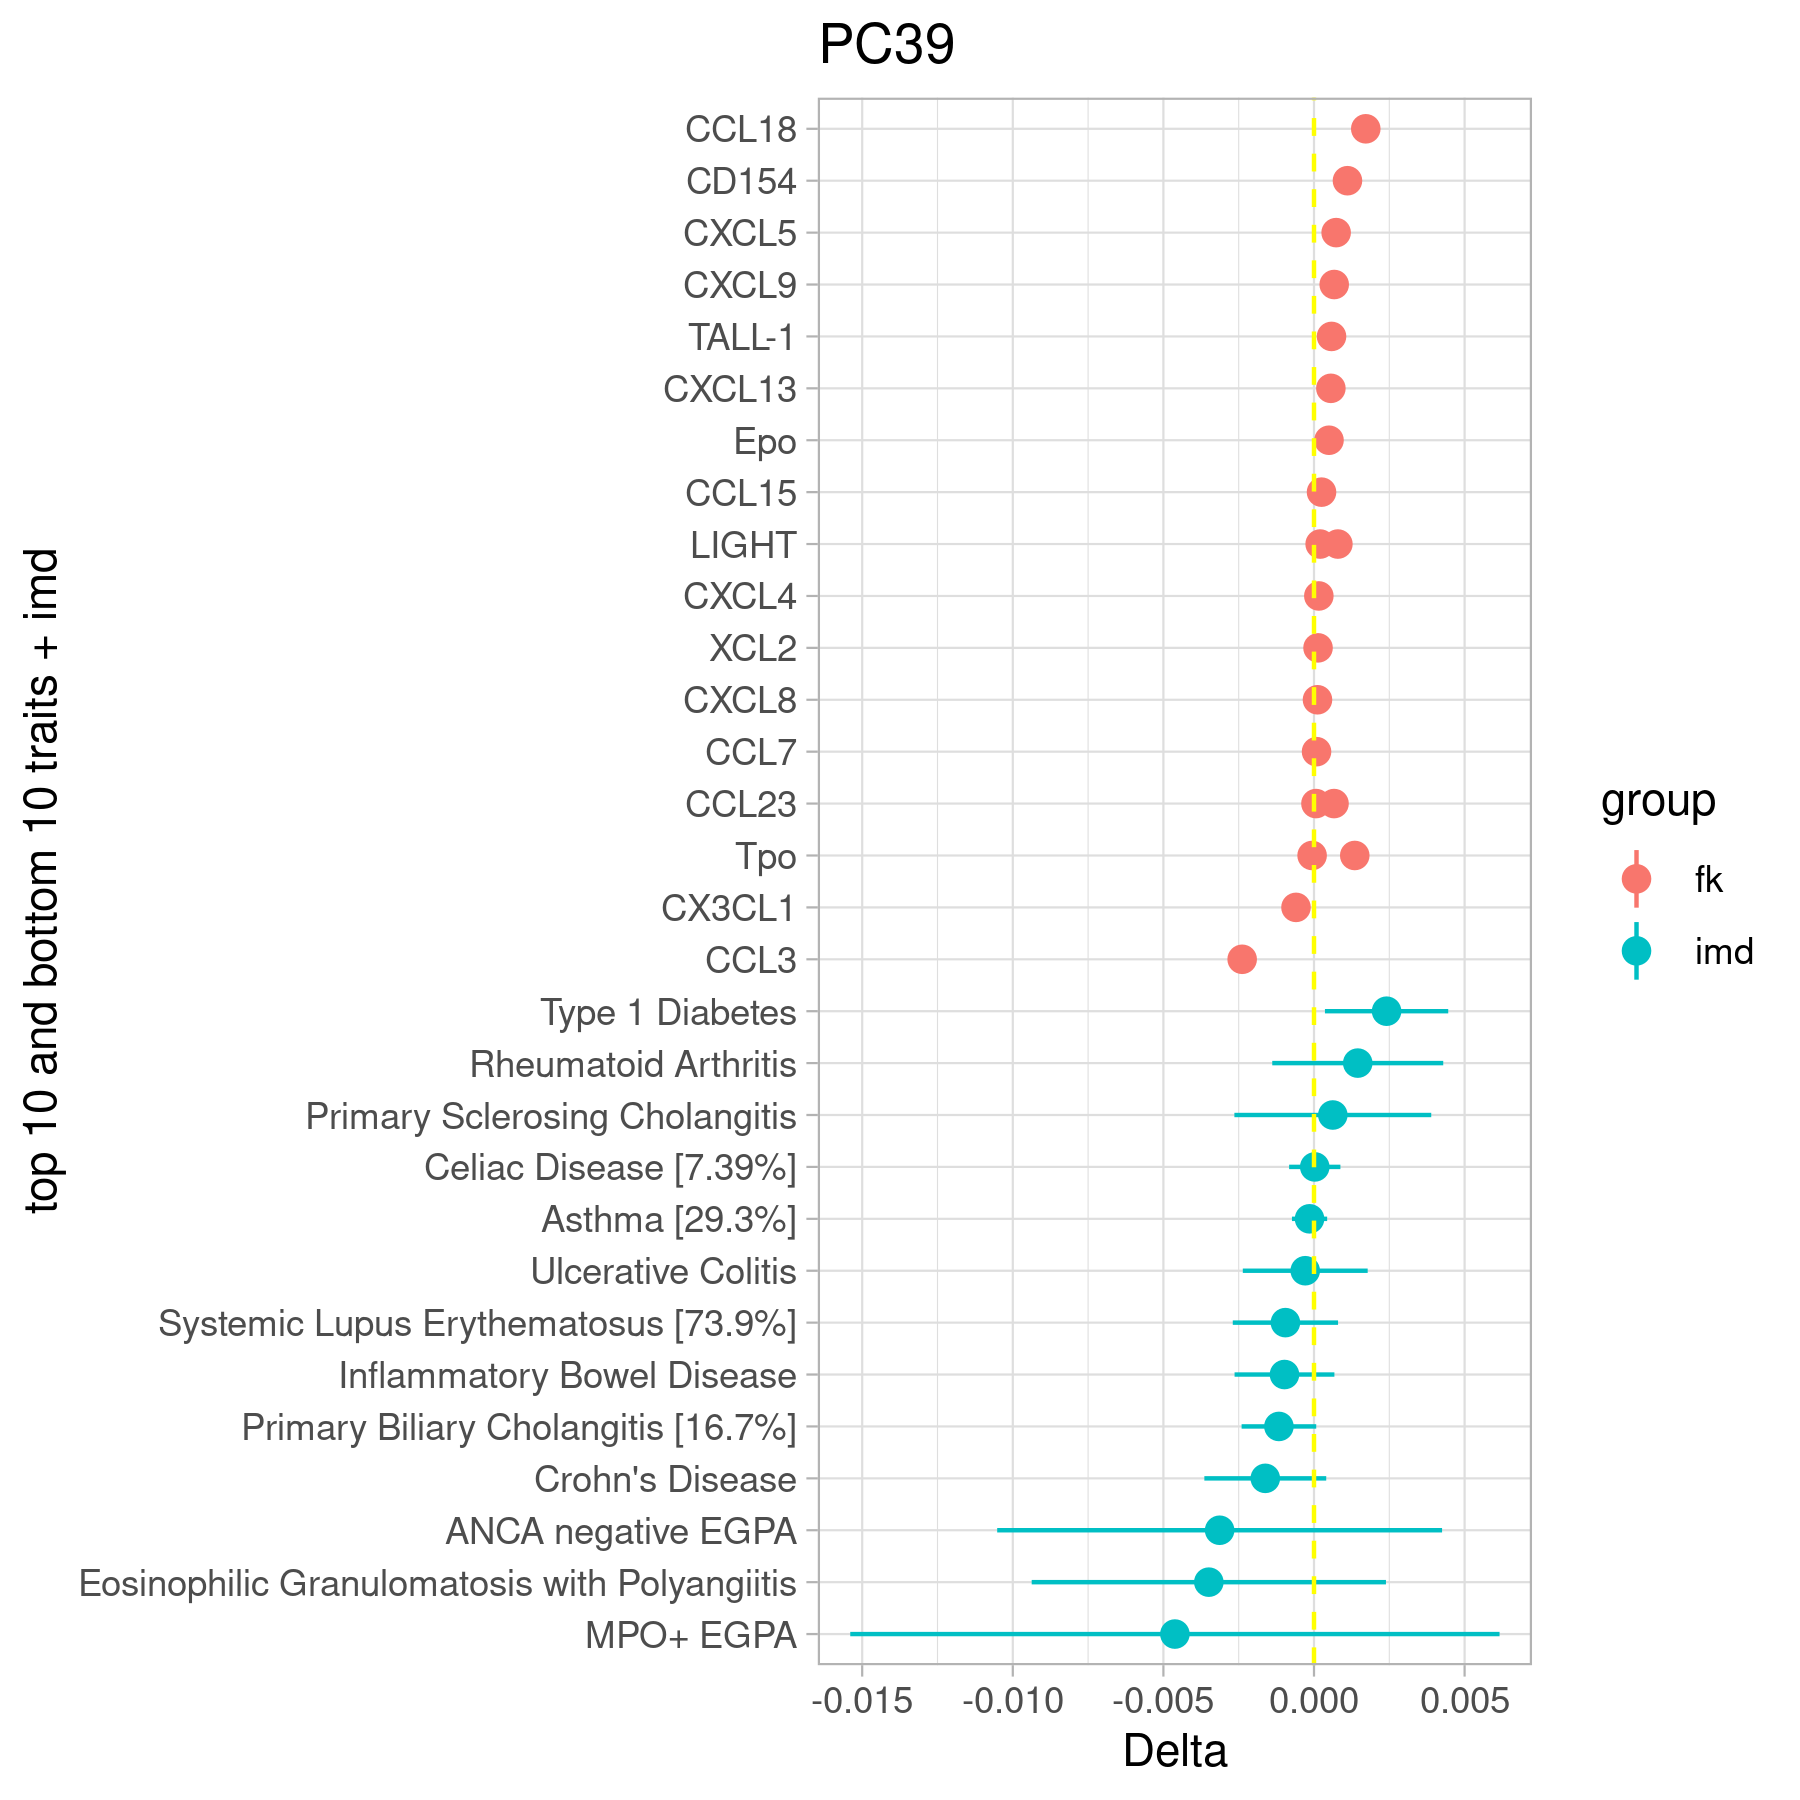 PC39
top 10 and bottom 10 traits + imd
CCL18
CD154
CXCL5
CXCL9
TALL-1
CXCL13
Epo
CCL15
LIGHT
CXCL4
XCL2
CXCL8
CCL7
CCL23
Tpo
CX3CL1
CCL3
Type 1 Diabetes
Rheumatoid Arthritis
Primary Sclerosing Cholangitis
Celiac Disease [7.39%]
Asthma [29.3%]
Ulcerative Colitis
Systemic Lupus Erythematosus [73.9%]
Inflammatory Bowel Disease
Primary Biliary Cholangitis [16.7%]
Crohn's Disease
ANCA negative EGPA
Eosinophilic Granulomatosis with Polyangiitis
MPO+ EGPA
-0.015 -0.010 -0.005 0.000 0.005
Delta
group
fk
imd